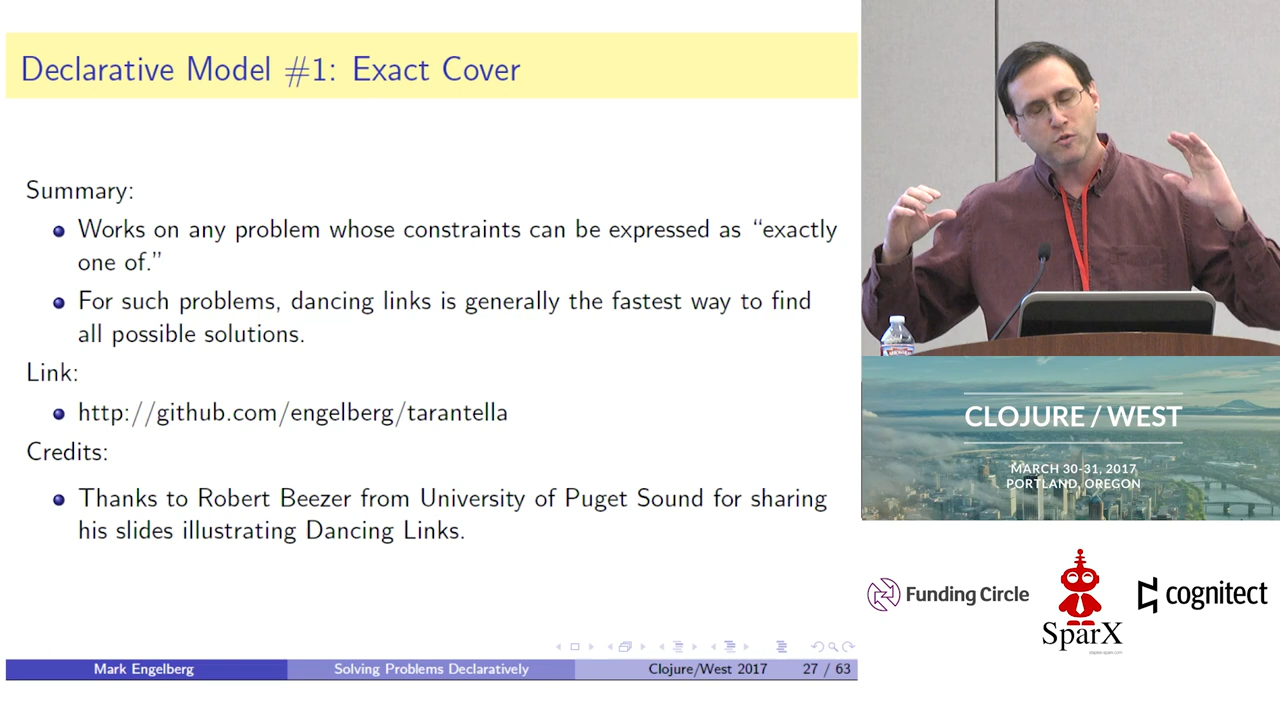 Declarative Model #1: Exact Cover
Summary:
Works on any problem whose constraints can be expressed as “exactly
one of.”
For such problems, dancing links is generally the fastest way to find
all possible solutions.
Link:
http://github.com/engelberg/tarantella
Credits:
Thanks to Robert Beezer from University of Puget Sound for sharing
his slides illustrating Dancing Links.
Mark Engelberg
Solving Problems Declaratively
Clojure/West 2017
27 / 63
CLOJURE / WEST
MARCH 30-31, 2017
PORTLAND, OREGON
Funding Circle
SparX
cognitect